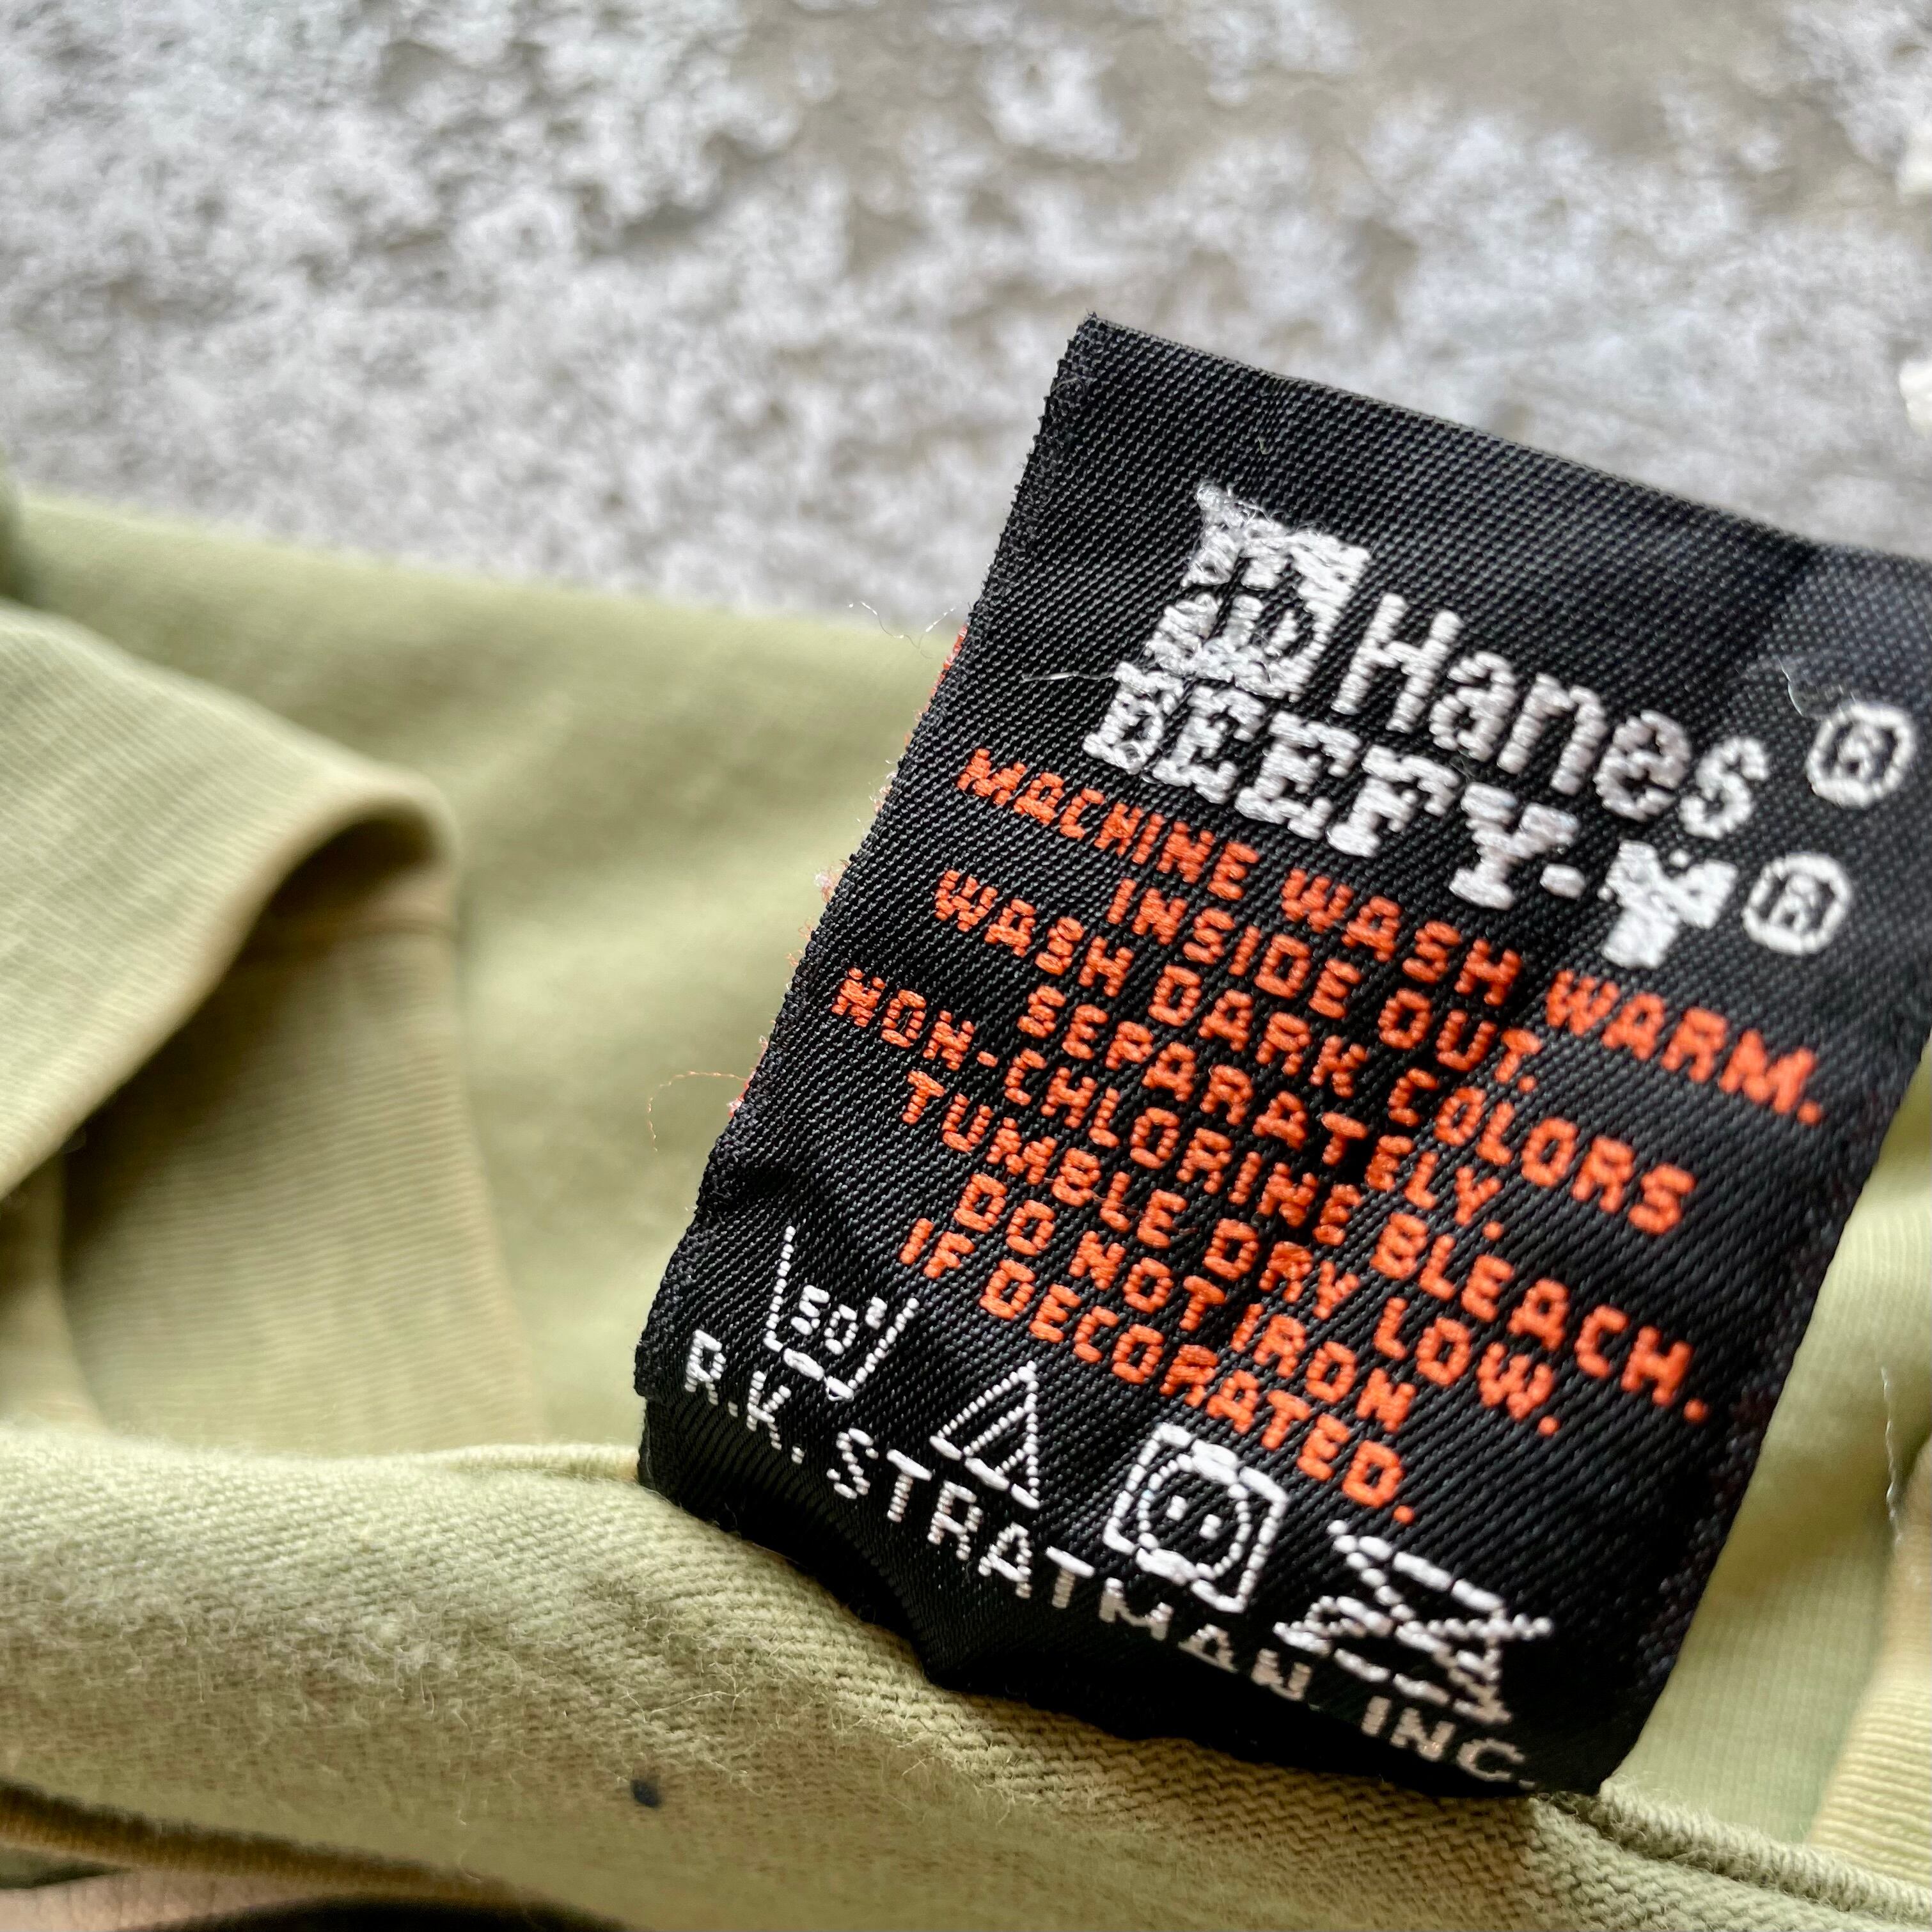 Hanes®
BEEFY-T®
MACHINE WASH WARM.
INSIDE OUT.
WASH DARK COLORS
SEPARATELY.
NON-CHLORINE BLEACH.
TUMBLE DRY LOW.
DO NOT IRON
IF DECORATED.
50
R.K. STRATMAN, INC.